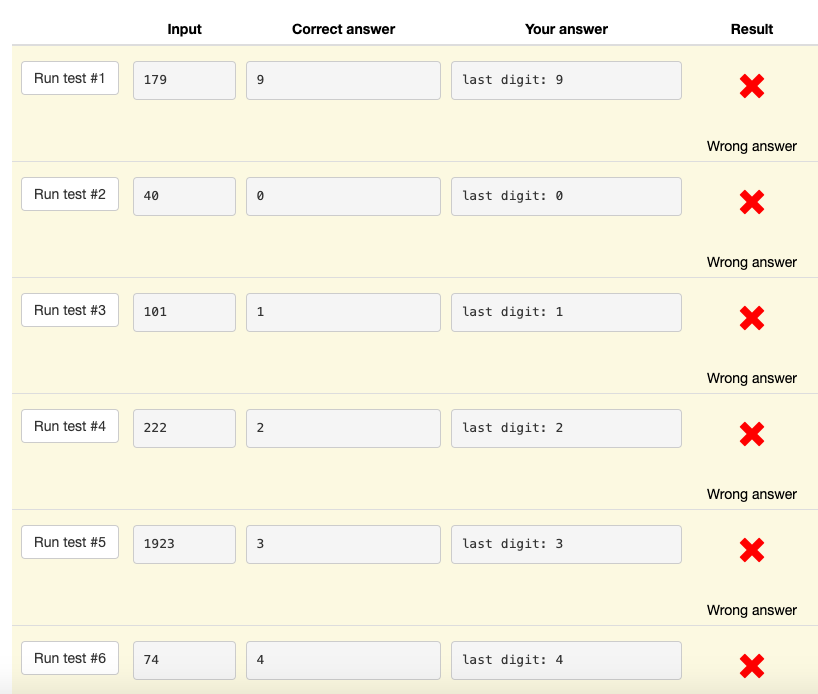 Input Correct answer Your answer Result
Run test #1 179 9 last digit: 9
Wrong answer
Run test #2 40 0 last digit: 0
Wrong answer
Run test #3 101 1 last digit: 1
Wrong answer
Run test #4 222 2 last digit: 2
Wrong answer
Run test #5 1923 3 last digit: 3
Wrong answer
Run test #6 74 4 last digit: 4